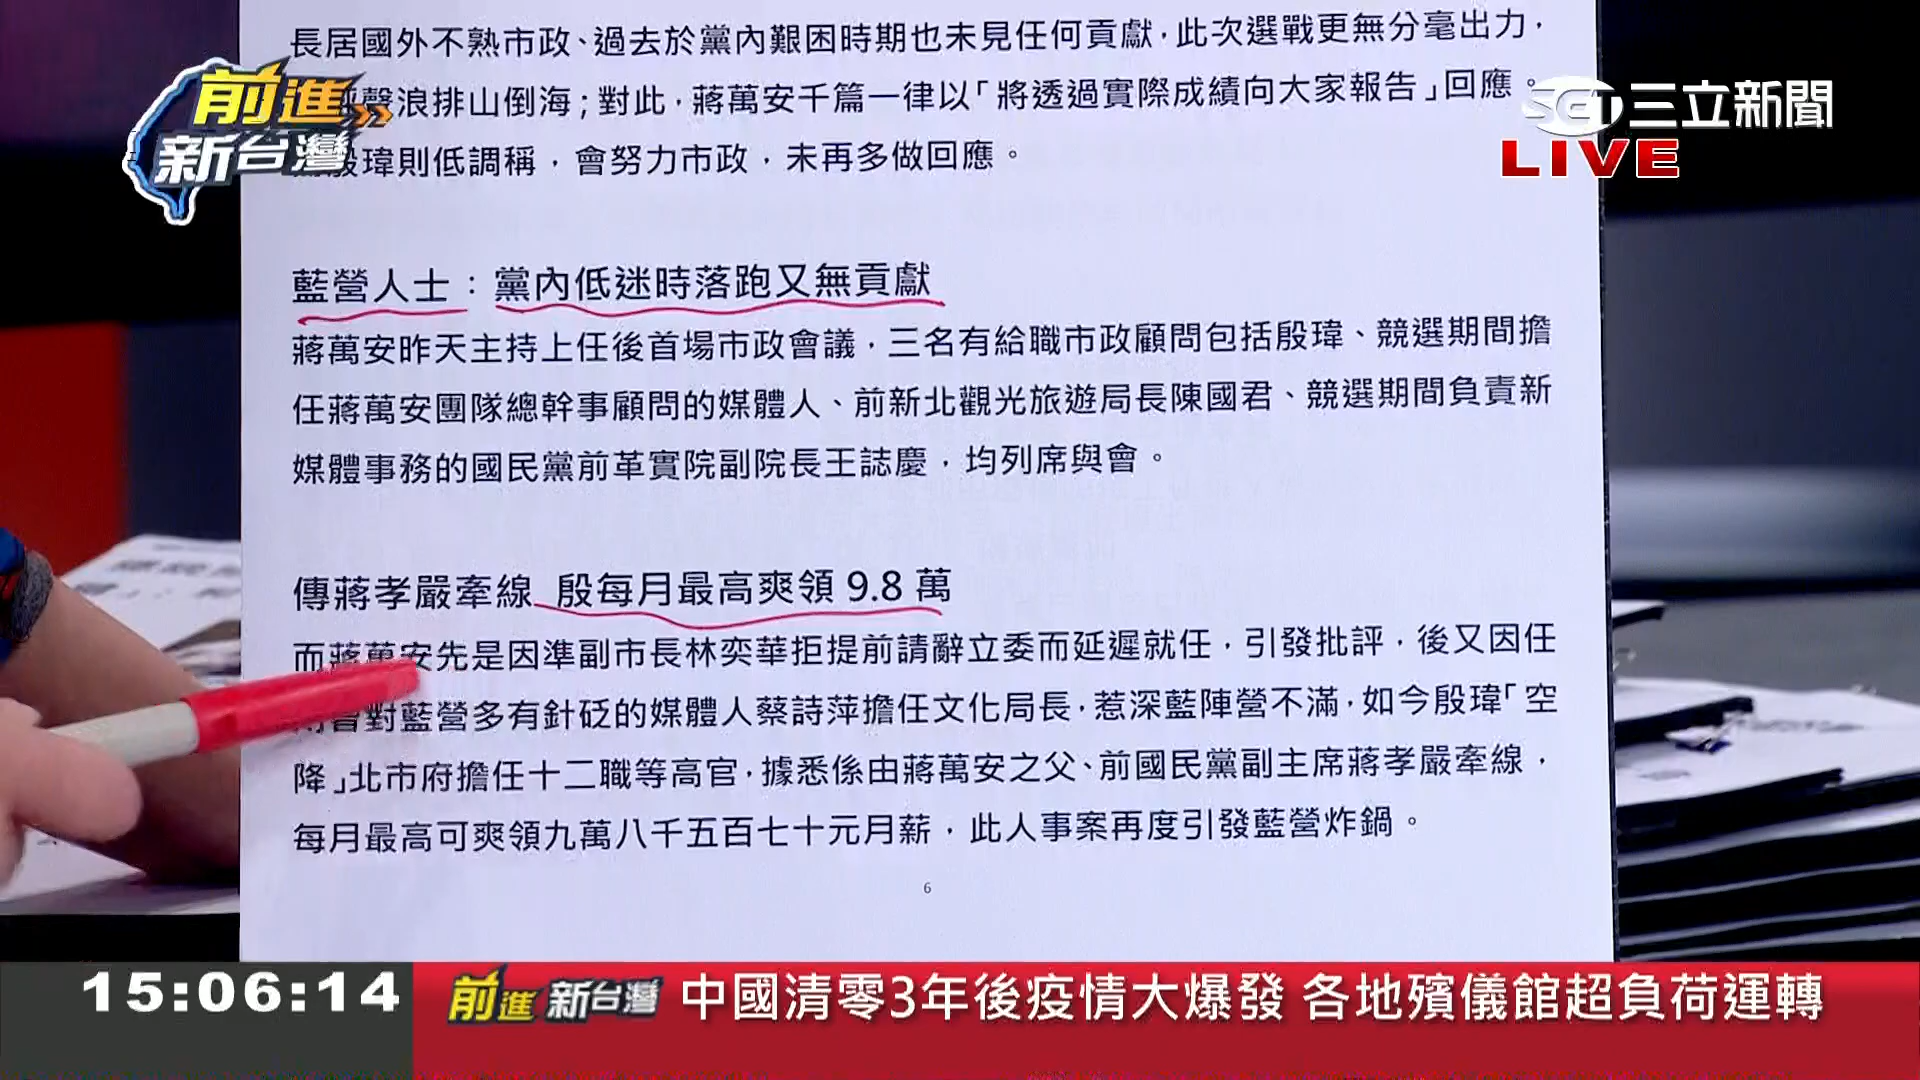 長居國外不熟市政、過去於黨內艱困時期也未見任何貢獻，此次選戰更無分毫出力，
聲浪排山倒海；對此，蔣萬安千篇一律以「將透過實際成績向大家報告」回應。
殷瑋則低調稱，會努力市政，未再多做回應。
前進新台灣
SET三立新聞
LIVE
藍營人士：黨內低迷時落跑又無貢獻
蔣萬安昨天主持上任後首場市政會議，三名有給職市政顧問包括殷瑋、競選期間擔
任蔣萬安團隊總幹事顧問的媒體人、前新北觀光旅遊局長陳國君、競選期間負責新
媒體事務的國民黨前革實院副院長王誌慶，均列席與會。
傳蔣孝嚴牽線 殷每月最高爽領 9.8 萬
而蔣萬安先是因準副市長林奕華拒提前請辭立委而延遲就任，引發批評，後又因任
曾對藍營多有針砭的媒體人蔡詩萍擔任文化局長，惹深藍陣營不滿，如今殷瑋「空
降」北市府擔任十二職等高官，據悉係由蔣萬安之父、前國民黨副主席蔣孝嚴牽線，
每月最高可爽領九萬八千五百七十元月薪，此人事案再度引發藍營炸鍋。
6
15:06:14
前進新台灣 中國清零3年後疫情大爆發 各地殯儀館超負荷運轉